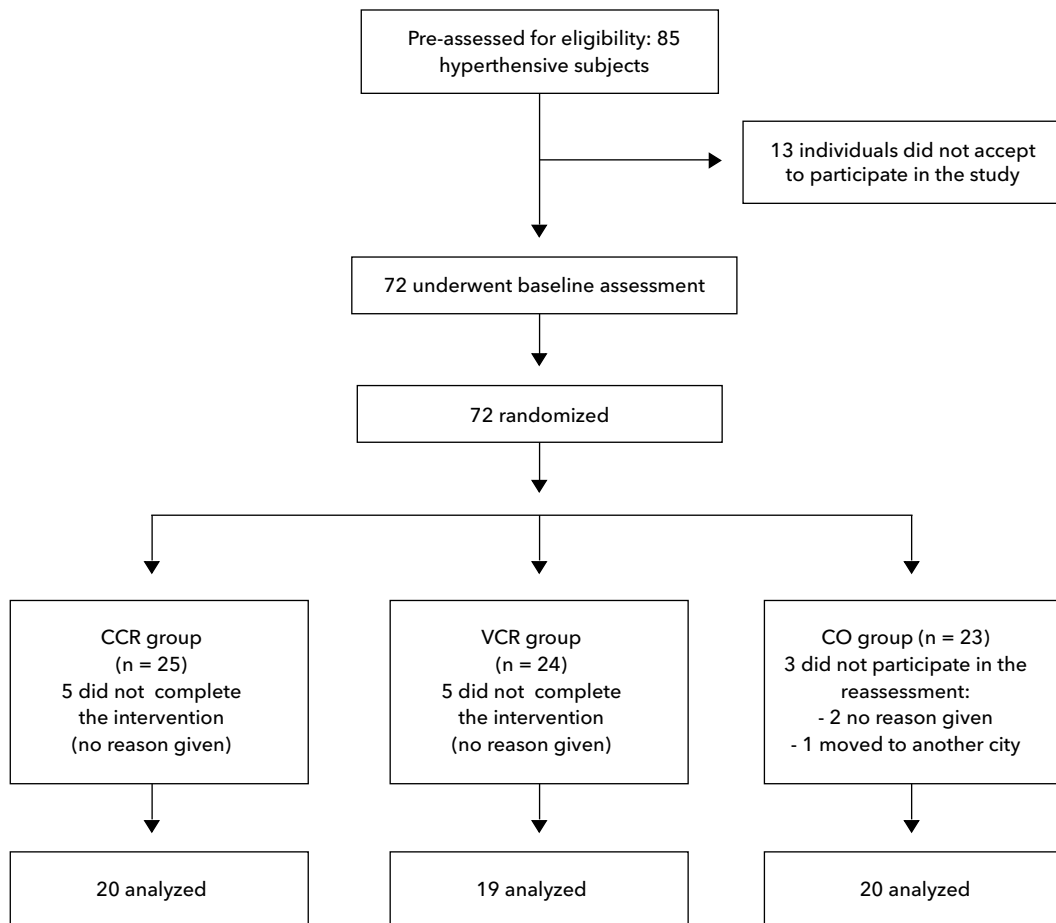 Pre-assessed for eligibility: 85
hyperthensive subjects
13 individuals did not accept
to participate in the study
72 underwent baseline assessment
72 randomized
CCR group
(n = 25)
5 did not complete
the intervention
(no reason given)
VCR group
(n = 24)
5 did not complete
the intervention
(no reason given)
CO group (n = 23)
3 did not participate in the
reassessment:
- 2 no reason given
- 1 moved to another city
20 analyzed
19 analyzed
20 analyzed